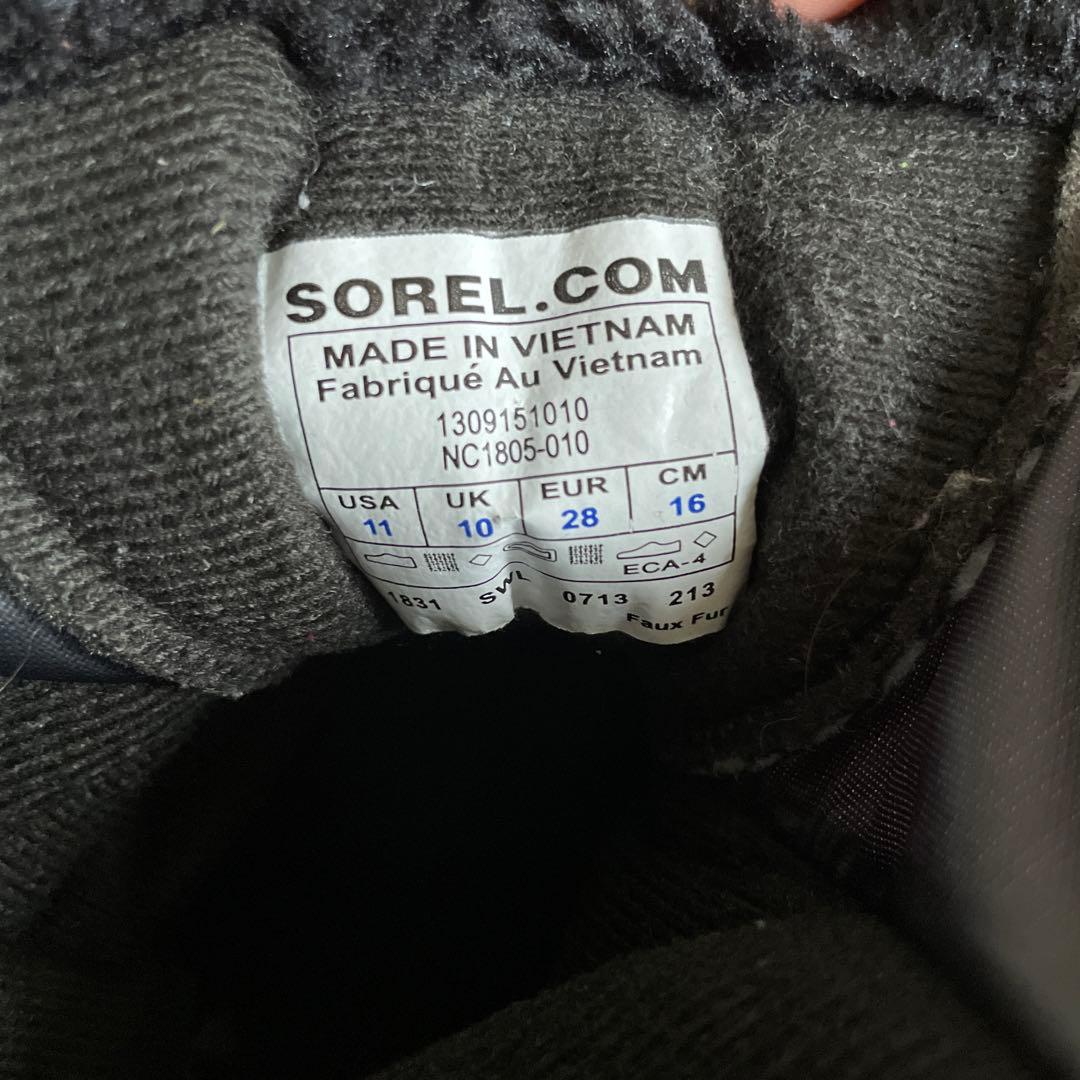 SOREL.COM
MADE IN VIETNAM
Fabriqué Au Vietnam
1309151010
NC1805-010
USA UK EUR CM
11 10 28 16
ECA-4
1831 SWL 0713 213
Faux Fur